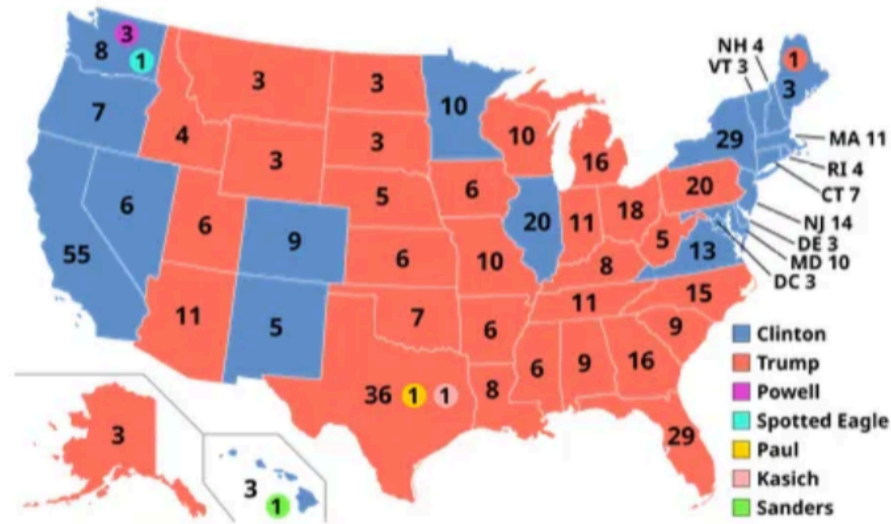 8 3 1
7
55
6
4
3
3
6
9
11
5
3
3
5
6
7
36 1 1
10
6
10
6
8
10
20
16
11
18
8
11
6
9
16
29
5
20
13
15
9
29
1
3
NH 4
VT 3
MA 11
RI 4
CT 7
NJ 14
DE 3
MD 10
DC 3
3
3 1
Clinton
Trump
Powell
Spotted Eagle
Paul
Kasich
Sanders